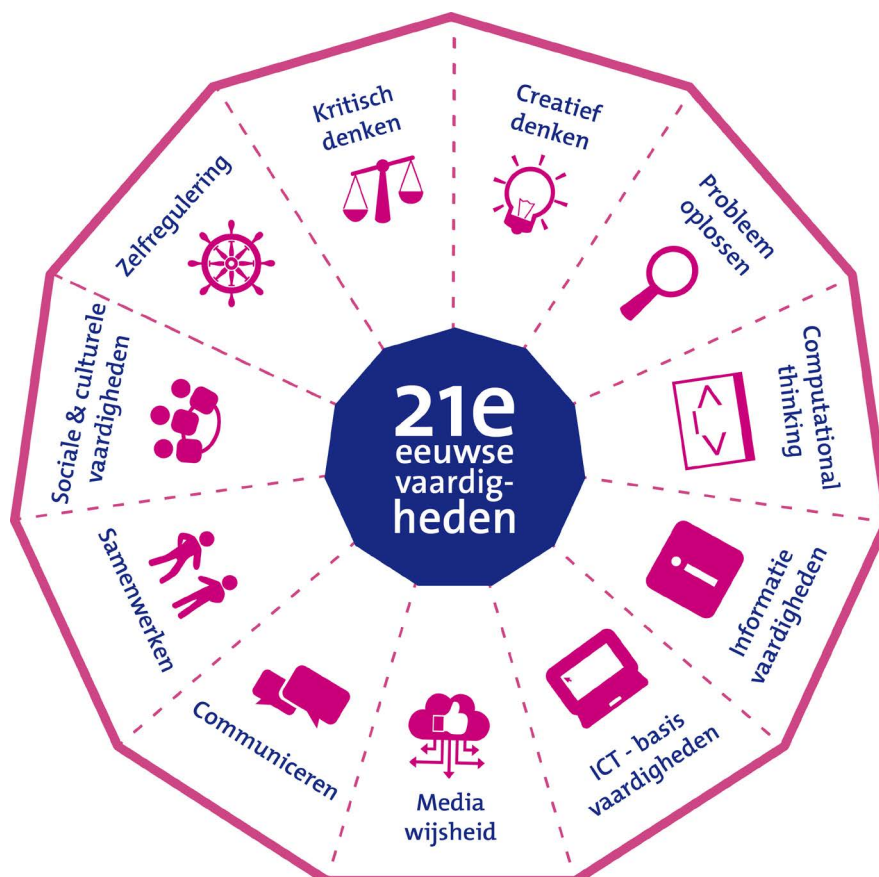 21e
eeuwse
vaardig-
heden
Kritisch
denken
Creatief
denken
Probleem
oplossen
Computational
thinking
Informatie
vaardigheden
ICT - basis
vaardigheden
Media
wijsheid
Communiceren
Samenwerken
Sociale & culturele
vaardigheden
Zelfregulering